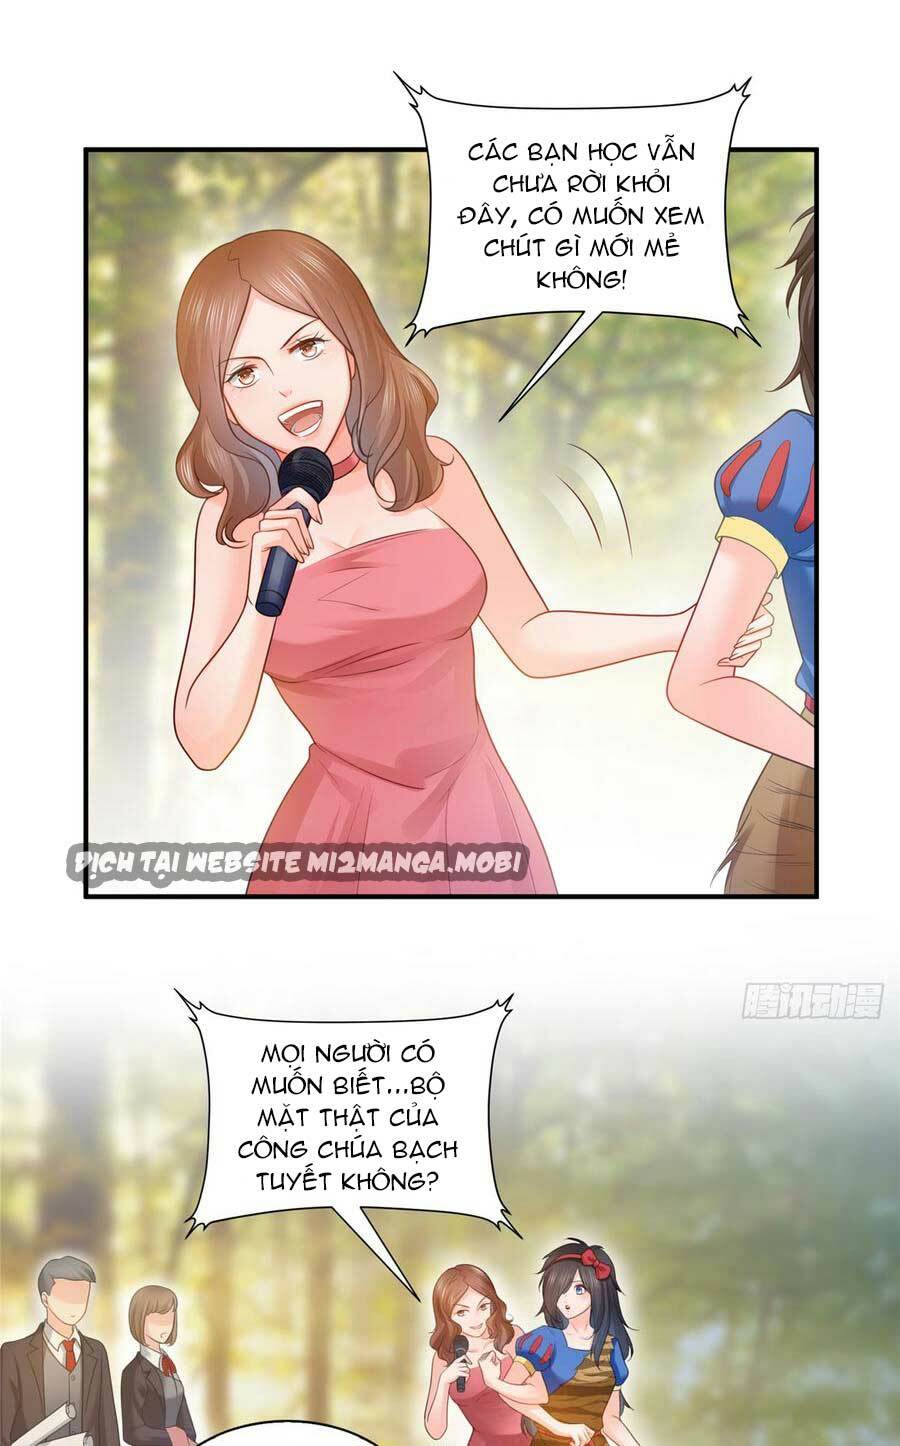 CÁC BẠN HỌC VẪN
CHƯA RỜI KHỎI
ĐÂY, CÓ MUỐN XEM
CHÚT GÌ MỚI MẺ
KHÔNG!
DỊCH TẠI WEBSITE MI2MANGA.MOBI
腾讯动漫
MỌI NGƯỜI CÓ
MUỐN BIẾT...BỘ
MẶT THẬT CỦA
CÔNG CHÚA BẠCH
TUYẾT KHÔNG?